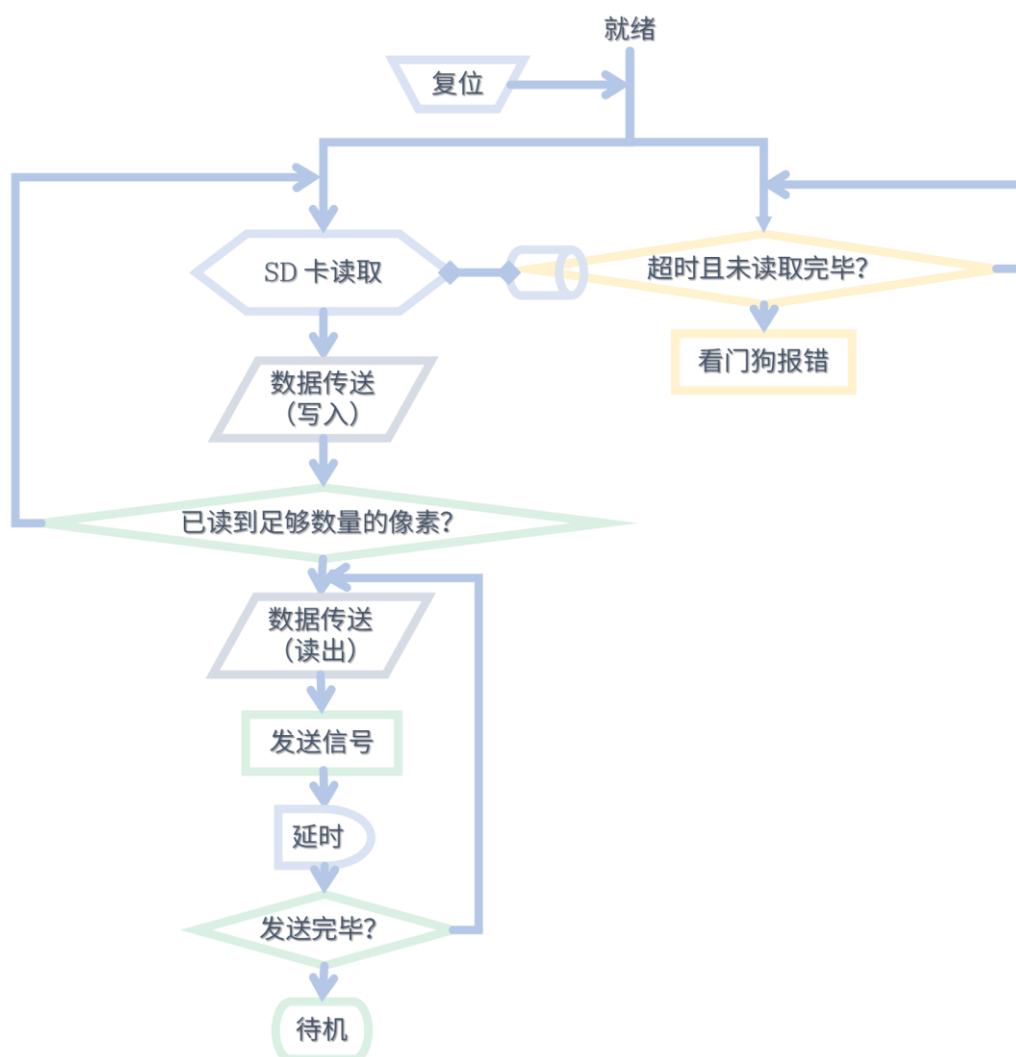 就绪
复位
SD 卡读取
超时且未读取完毕？
看门狗报错
数据传送
（写入）
已读到足够数量的像素？
数据传送
（读出）
发送信号
延时
发送完毕？
待机